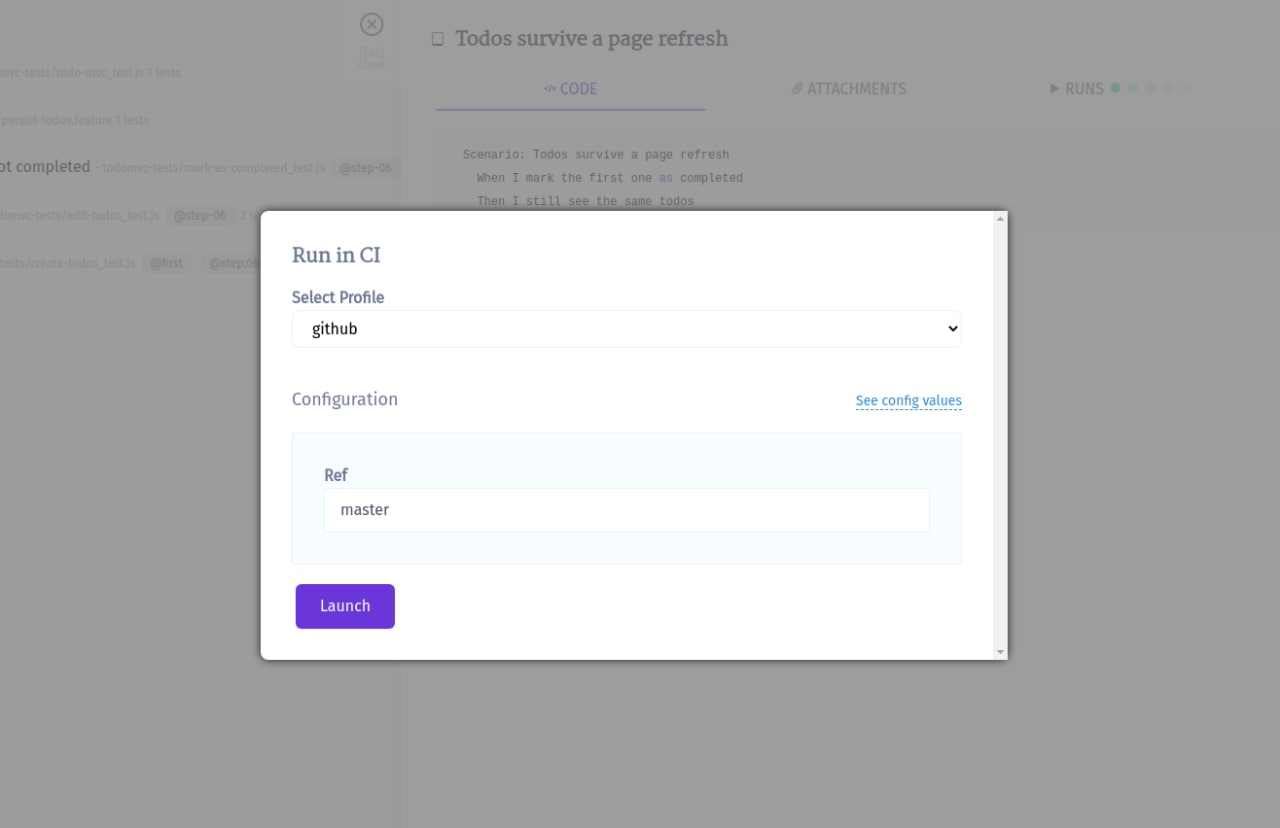 [Esc]
close
mvc-tests/todo-mvc_test.js 1 tests
/persist-todos.feature 1 tests
ot completed - todomvc-tests/mark-as-completed_test.js @step-06
domvc-tests/edit-todos_test.js @step-06 2 te
tests/create-todos_test.js @first @step:06
Todos survive a page refresh
</> CODE
ATTACHMENTS
RUNS
Scenario: Todos survive a page refresh
When I mark the first one as completed
Then I still see the same todos
Run in CI
Select Profile
github
Configuration
See config values
Ref
master
Launch